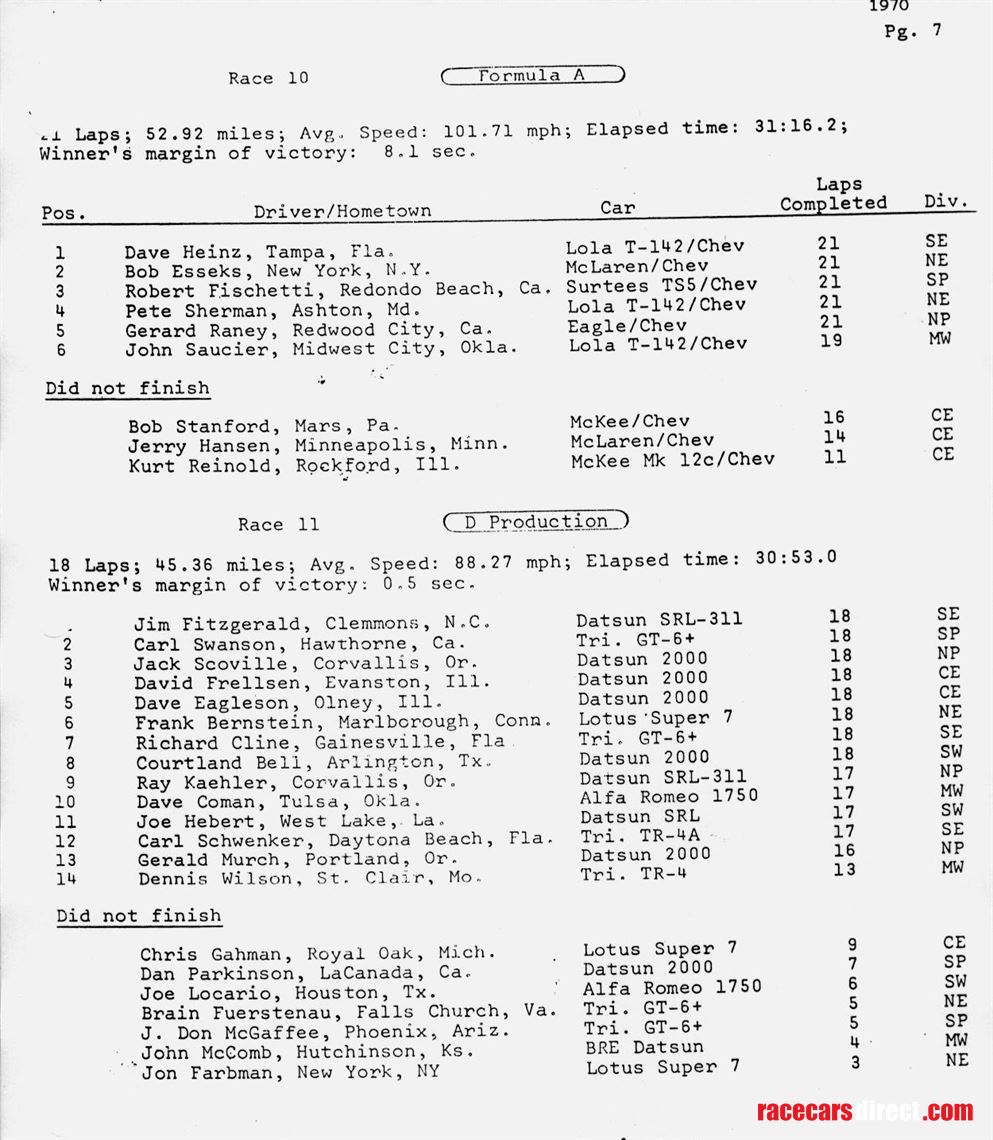 1970
Pg. 7
Race 10 Formula A
21 Laps; 52.92 miles; Avg. Speed: 101.71 mph; Elapsed time: 31:16.2;
Winner's margin of victory: 8.1 sec.
Pos. Driver/Hometown Car Laps Completed Div.
1 Dave Heinz, Tampa, Fla. Lola T-142/Chev 21 SE
2 Bob Esseks, New York, N.Y. McLaren/Chev 21 NE
3 Robert Fischetti, Redondo Beach, Ca. Surtees TS5/Chev 21 SP
4 Pete Sherman, Ashton, Md. Lola T-142/Chev 21 NE
5 Gerard Raney, Redwood City, Ca. Eagle/Chev 21 NP
6 John Saucier, Midwest City, Okla. Lola T-142/Chev 19 MW
Did not finish
Bob Stanford, Mars, Pa. McKee/Chev 16 CE
Jerry Hansen, Minneapolis, Minn. McLaren/Chev 14 CE
Kurt Reinold, Rockford, Ill. McKee Mk 12c/Chev 11 CE
Race 11 D Production
18 Laps; 45.36 miles; Avg. Speed: 88.27 mph; Elapsed time: 30:53.0
Winner's margin of victory: 0.5 sec.
Jim Fitzgerald, Clemmons, N.C. Datsun SRL-311 18 SE
2 Carl Swanson, Hawthorne, Ca. Tri. GT-6+ 18 SP
3 Jack Scoville, Corvallis, Or. Datsun 2000 18 NP
4 David Frellsen, Evanston, Ill. Datsun 2000 18 CE
5 Dave Eagleson, Olney, Ill. Datsun 2000 18 CE
6 Frank Bernstein, Marlborough, Conn. Lotus Super 7 18 NE
7 Richard Cline, Gainesville, Fla Tri. GT-6+ 18 SE
8 Courtland Bell, Arlington, Tx. Datsun 2000 18 SW
9 Ray Kaehler, Corvallis, Or. Datsun SRL-311 17 NP
10 Dave Coman, Tulsa, Okla. Alfa Romeo 1750 17 MW
11 Joe Hebert, West Lake, La. Datsun SRL 17 SW
12 Carl Schwenker, Daytona Beach, Fla. Tri. TR-4A 17 SE
13 Gerald Murch, Portland, Or. Datsun 2000 16 NP
14 Dennis Wilson, St. Clair, Mo. Tri. TR-4 13 MW
Did not finish
Chris Gahman, Royal Oak, Mich. Lotus Super 7 9 CE
Dan Parkinson, LaCanada, Ca. Datsun 2000 7 SP
Joe Locario, Houston, Tx. Alfa Romeo 1750 6 SW
Brain Fuerstenau, Falls Church, Va. Tri. GT-6+ 5 NE
J. Don McGaffee, Phoenix, Ariz. Tri. GT-6+ 5 SP
John McComb, Hutchinson, Ks. BRE Datsun 4 MW
Jon Farbman, New York, NY Lotus Super 7 3 NE
racecarsdirect.com